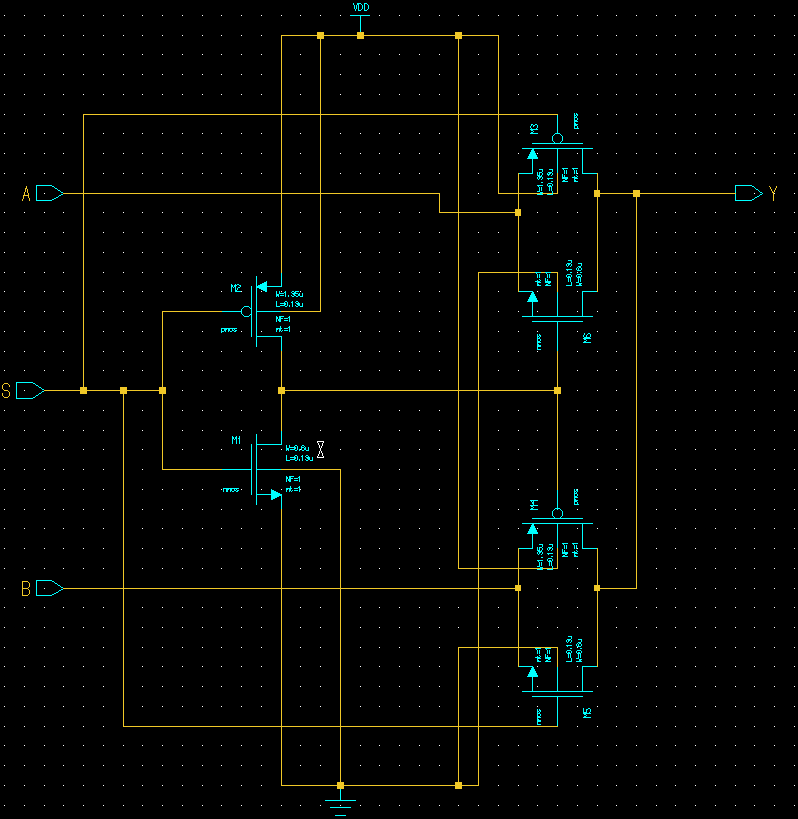 VDD
M3
pmos
W=1.35u
L=0.13u
NF=1
mt=1
A
Y
mt=1
NF=1
L=0.13u
W=0.6u
nmos
M6
M2
W=1.35u
L=0.13u
NF=1
mt=1
pmos
S
M1
W=0.6u
L=0.13u
NF=1
mt=1
nmos
M4
pmos
W=1.35u
L=0.13u
NF=1
mt=1
B
mt=1
NF=1
L=0.13u
W=0.6u
nmos
M5